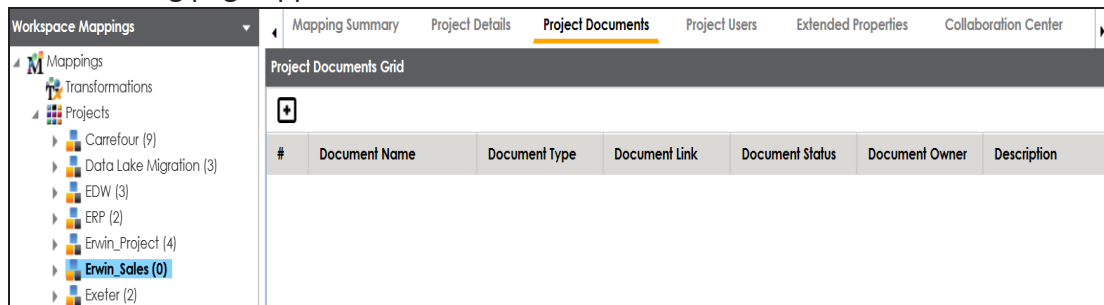 Workspace Mappings
Mappings
Transformations
Projects
Carrefour (9)
Data Lake Migration (3)
EDW (3)
ERP (2)
Erwin_Project (4)
Erwin_Sales (0)
Exeter (2)
Mapping Summary Project Details Project Documents Project Users Extended Properties Collaboration Center
Project Documents Grid
# Document Name Document Type Document Link Document Status Document Owner Description